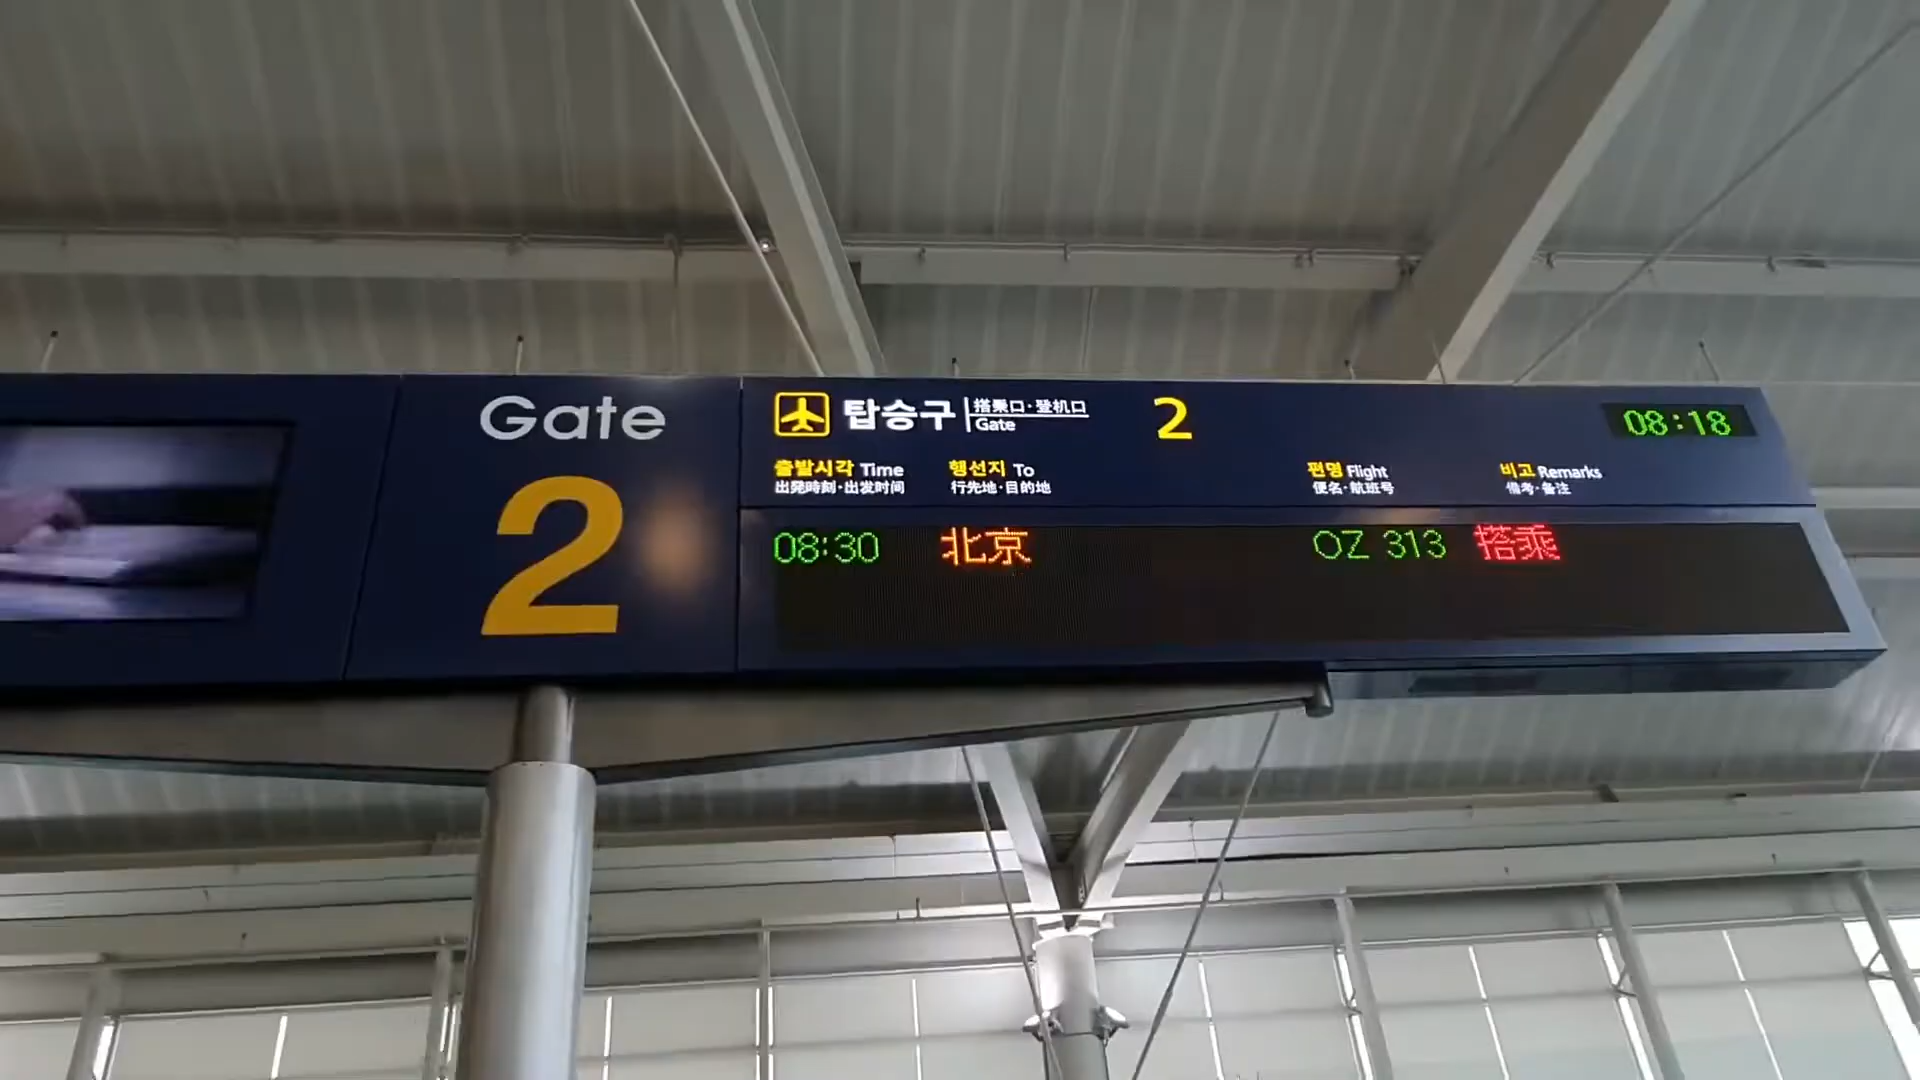 Gate
2
탑승구 搭乗口·登机口
Gate
2
08:18
출발시각 Time 행선지 To 편명 Flight 비고 Remarks
出発時刻·出发时间 行先地·目的地 便名·航班号 備考·备注
08:30 北京 OZ 313 搭乘